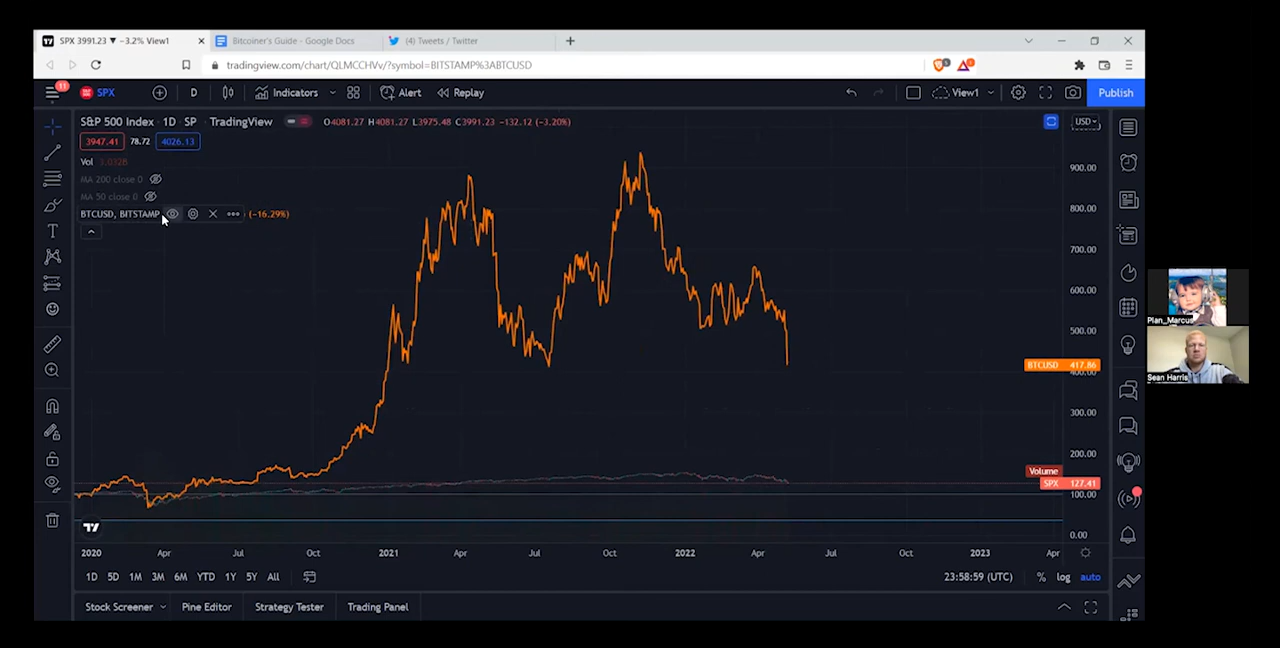 SPX 3991.23 ▼ −3.2% View1
Bitcoiner's Guide - Google Docs
(4) Tweets / Twitter
tradingview.com/chart/QLMCCHVv/?symbol=BITSTAMP%3ABTCUSD
11
SPX
D
Indicators
Alert
Replay
View1
Publish
S&P 500 Index · 1D · SP · TradingView
O4081.27 H4081.27 L3975.48 C3991.23 −132.12 (−3.20%)
USD
3947.41 78.72 4026.13
Vol
MA 200 close 0
MA 50 close 0
BTCUSD, BITSTAMP
(−16.29%)
900.00
800.00
700.00
600.00
500.00
BTCUSD 417.86
400.00
300.00
200.00
Volume
SPX 127.41
100.00
0.00
2020 Apr Jul Oct 2021 Apr Jul Oct 2022 Apr Jul Oct 2023 Apr
1D 5D 1M 3M 6M YTD 1Y 5Y All
23:58:59 (UTC) % log auto
Stock Screener Pine Editor Strategy Tester Trading Panel
Plan_Marcus
Sean Harris